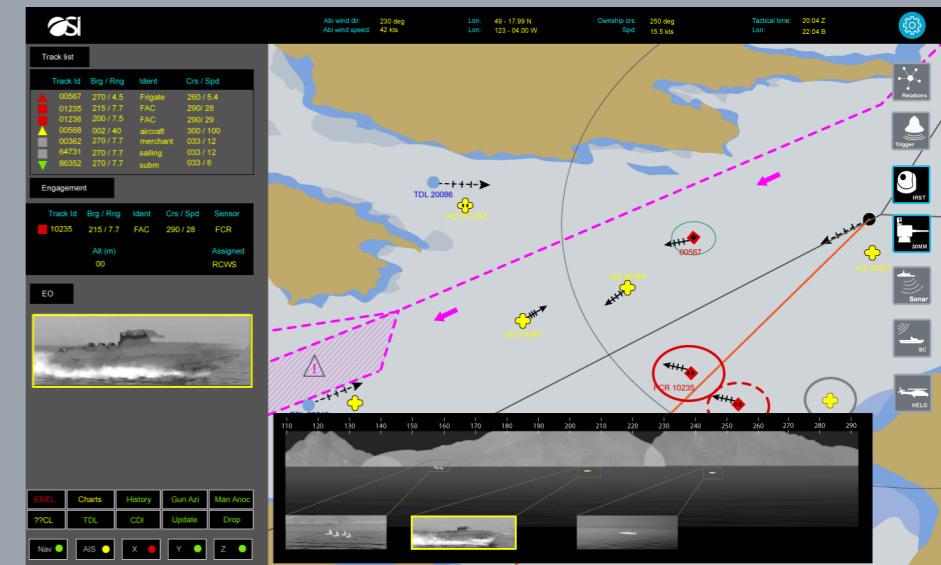 OSI
Abi wind dir: 230 deg Lon: 49 - 17.99 N Ownship crs: 250 deg Tactical time: 20:04 Z
Abi wind speed: 42 kts Lon: 123 - 04.00 W Spd: 15.5 kts Lon: 22:04 B
Track list
Track Id Brg / Rng Ident Crs / Spd
00567 270 / 4.5 Frigate 260 / 5.4
01235 215 / 7.7 FAC 290/ 28
01236 200 / 7.5 FAC 290/ 29
00568 002 / 40 aircraft 300 / 100
00362 270 / 7.7 merchant 033 / 12
64731 270 / 7.7 sailing 033 / 12
86352 270 / 7.7 subm 033 / 6
Engagement
Track Id Brg / Rng Ident Crs / Spd Sensor
10235 215 / 7.7 FAC 290 / 28 FCR
Alt (m) Assigned
00 RCWS
EO
EREL Charts History Gun Azi Man Anoc
??CL TDL CDI Update Drop
Nav AIS X Y Z
TDL 20086
00587
FCR 10235
Relations
Trigger
IRST
30MM
Sonar
SC
HELO
110 120 130 140 150 160 170 180 190 200 210 220 230 240 250 260 270 280 290